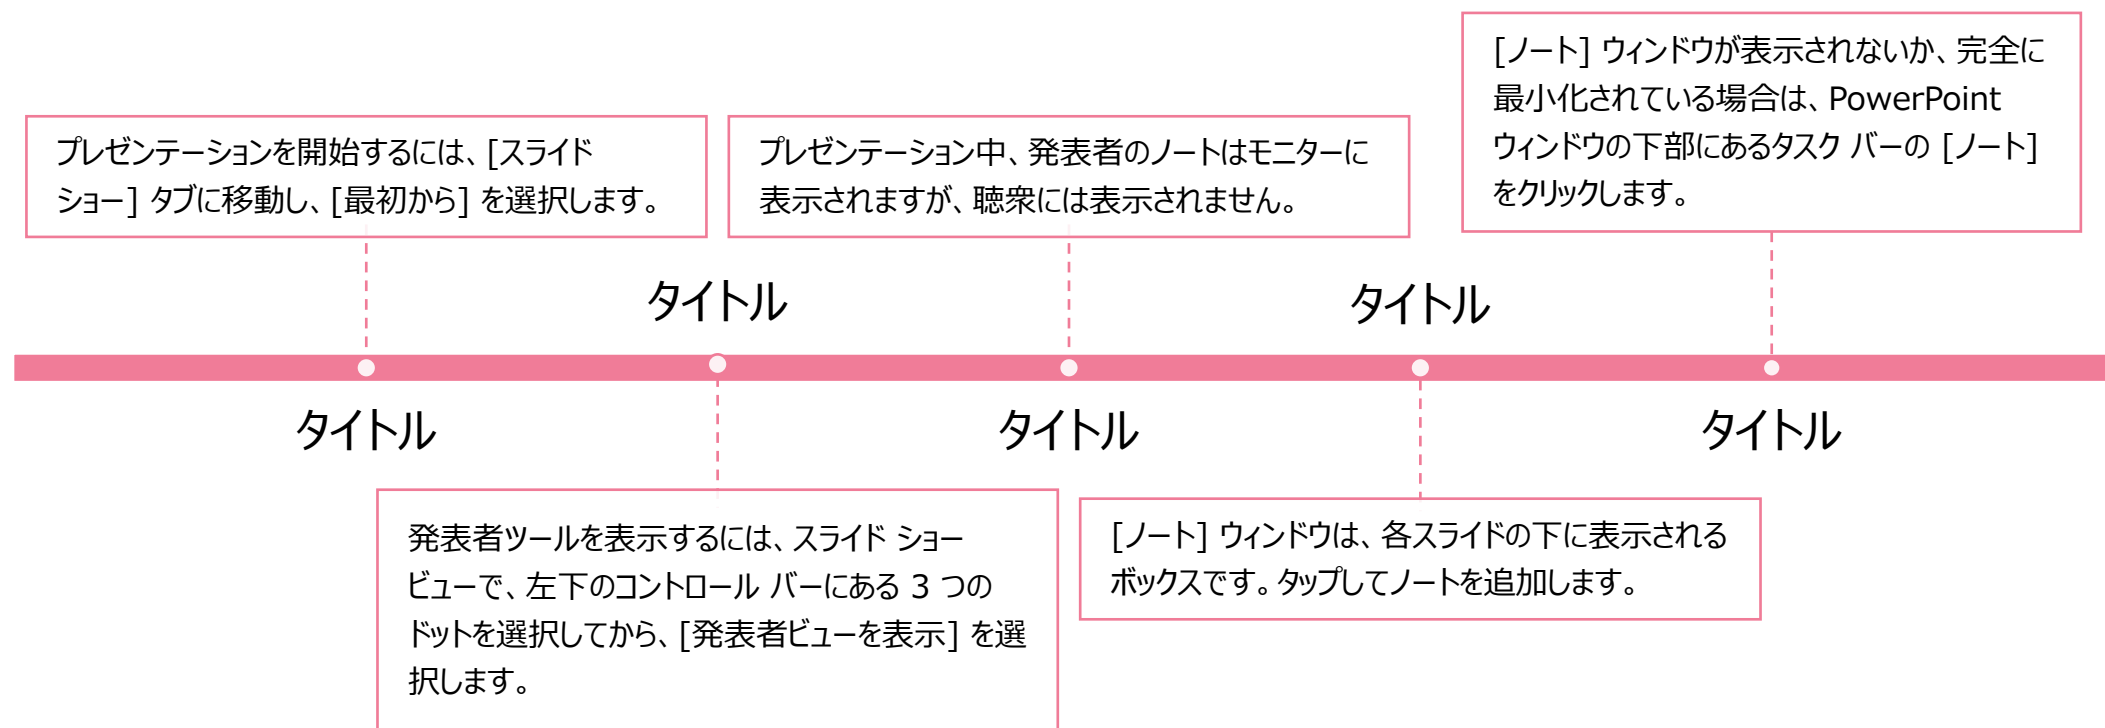 プレゼンテーションを開始するには、[スライド
ショー] タブに移動し、[最初から] を選択します。
タイトル
タイトル
発表者ツールを表示するには、スライド ショー
ビューで、左下のコントロール バーにある 3 つの
ドットを選択してから、[発表者ビューを表示] を選
択します。
プレゼンテーション中、発表者のノートはモニターに
表示されますが、聴衆には表示されません。
タイトル
タイトル
[ノート] ウィンドウは、各スライドの下に表示される
ボックスです。タップしてノートを追加します。
[ノート] ウィンドウが表示されないか、完全に
最小化されている場合は、PowerPoint
ウィンドウの下部にあるタスク バーの [ノート]
をクリックします。
タイトル